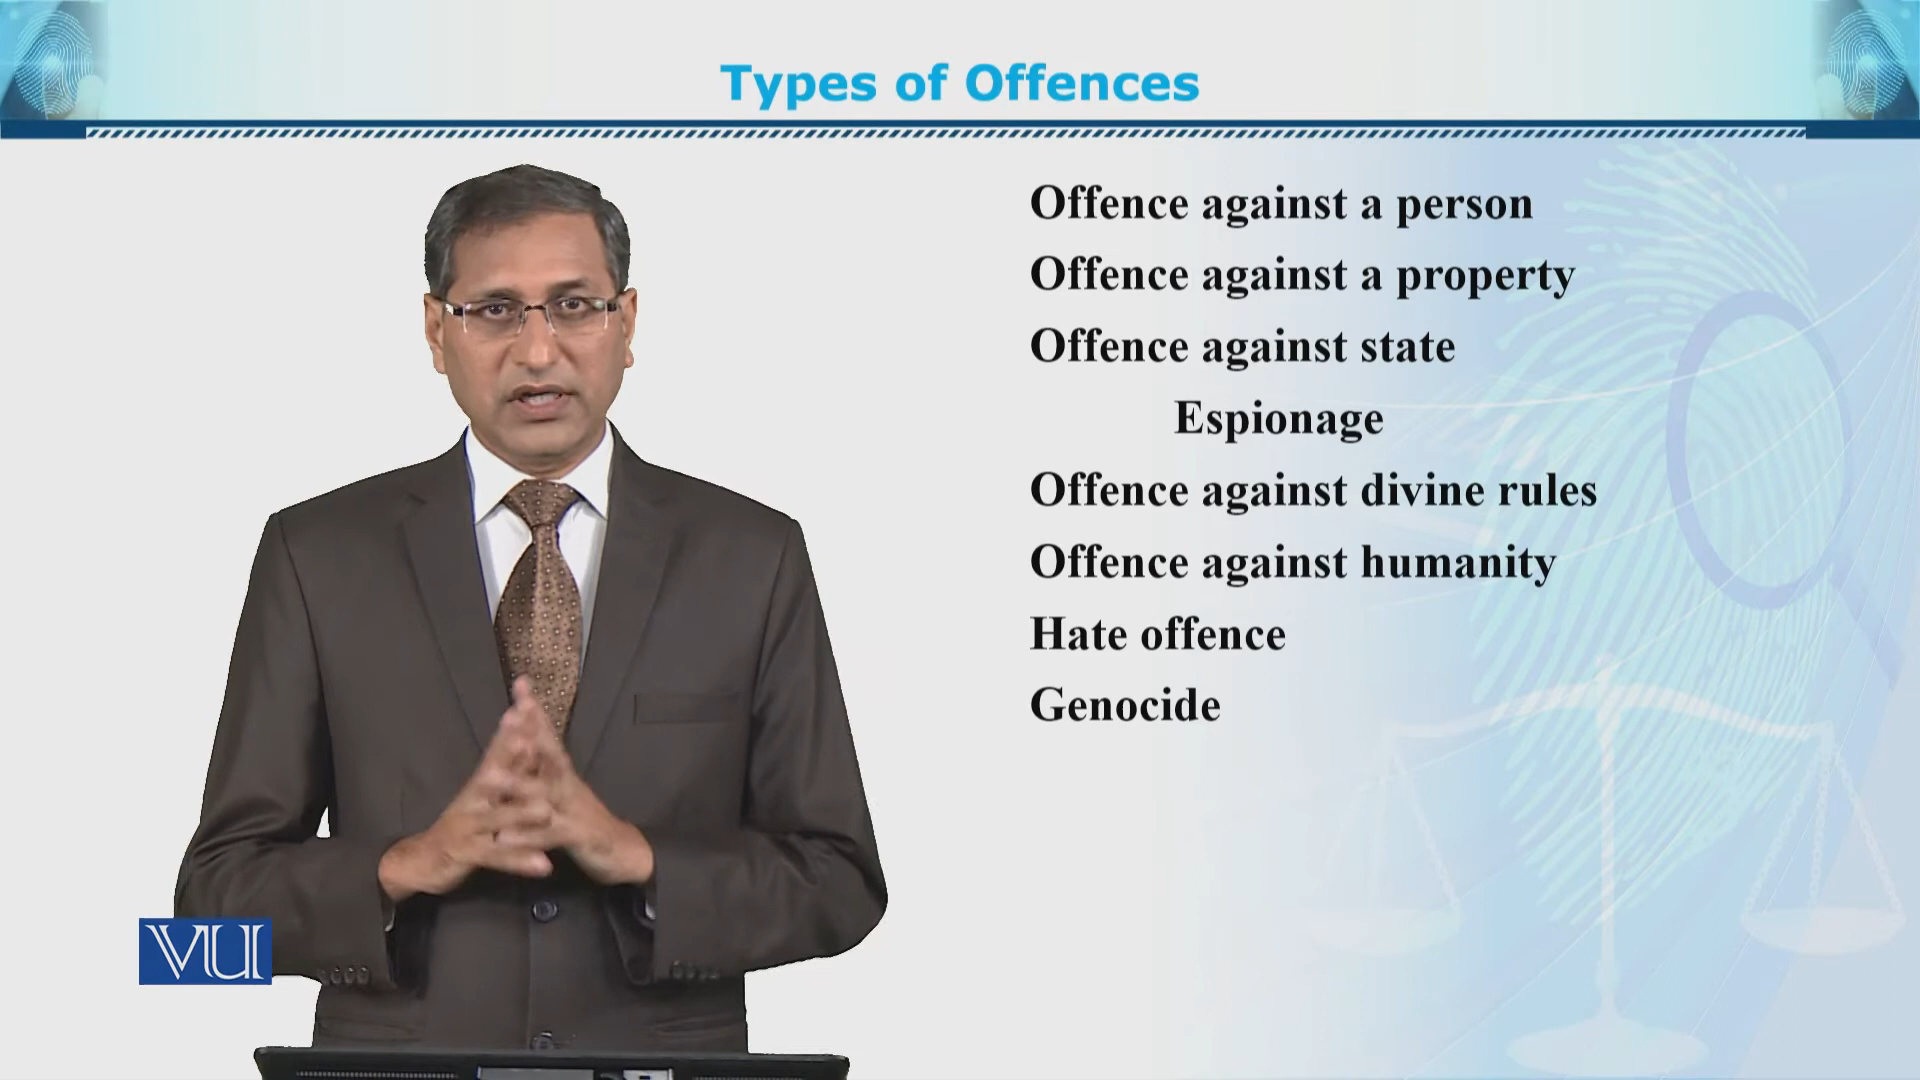 Types of Offences
Offence against a person
Offence against a property
Offence against state
Espionage
Offence against divine rules
Offence against humanity
Hate offence
Genocide
VU